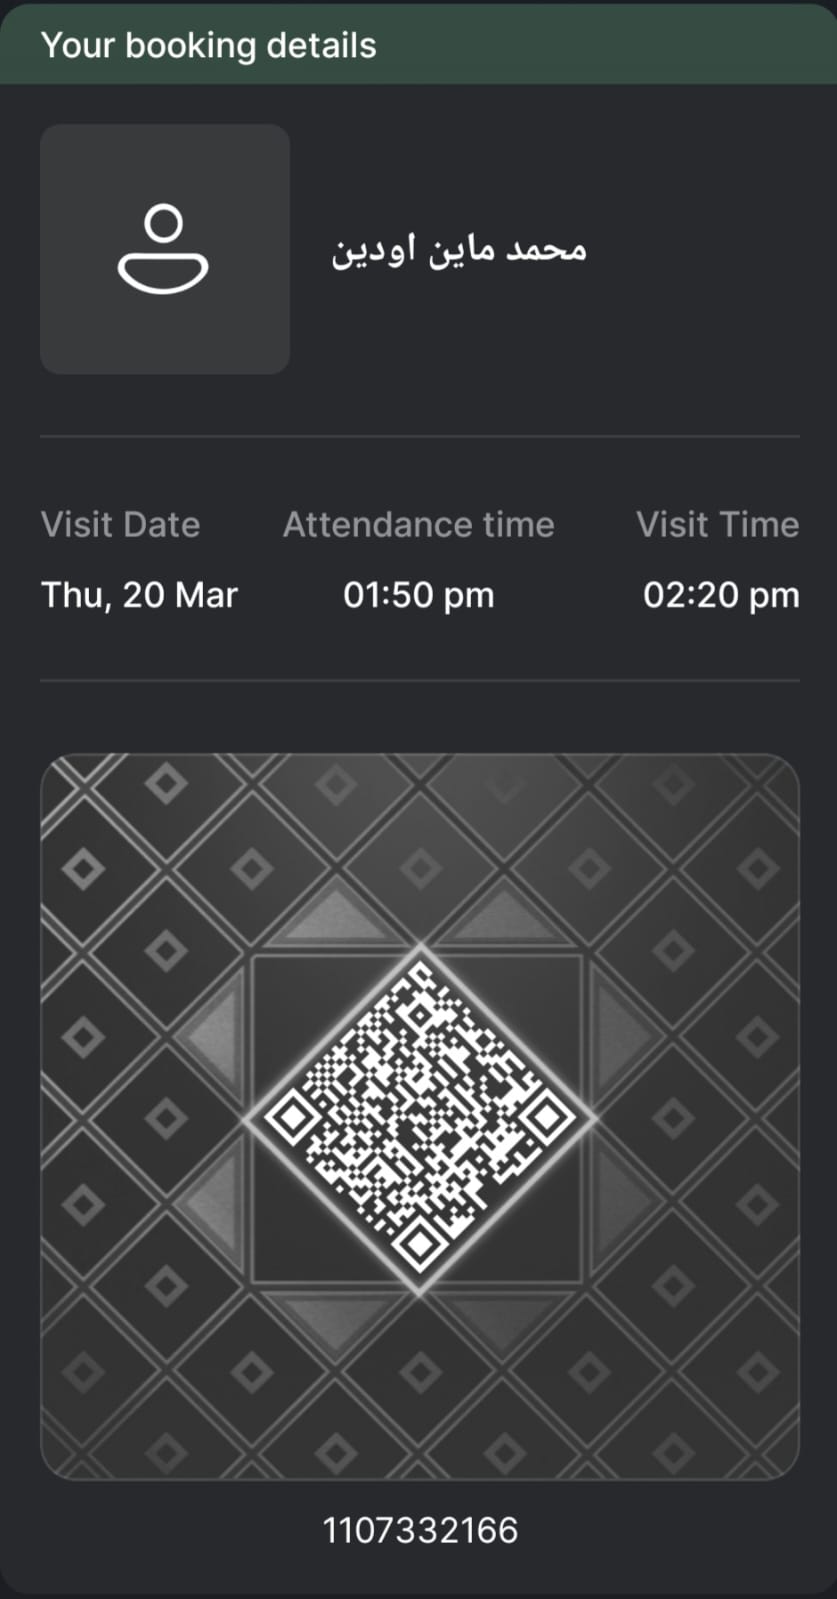 Your booking details
محمد ماين اودين
Visit Date Attendance time Visit Time
Thu, 20 Mar 01:50 pm 02:20 pm
1107332166